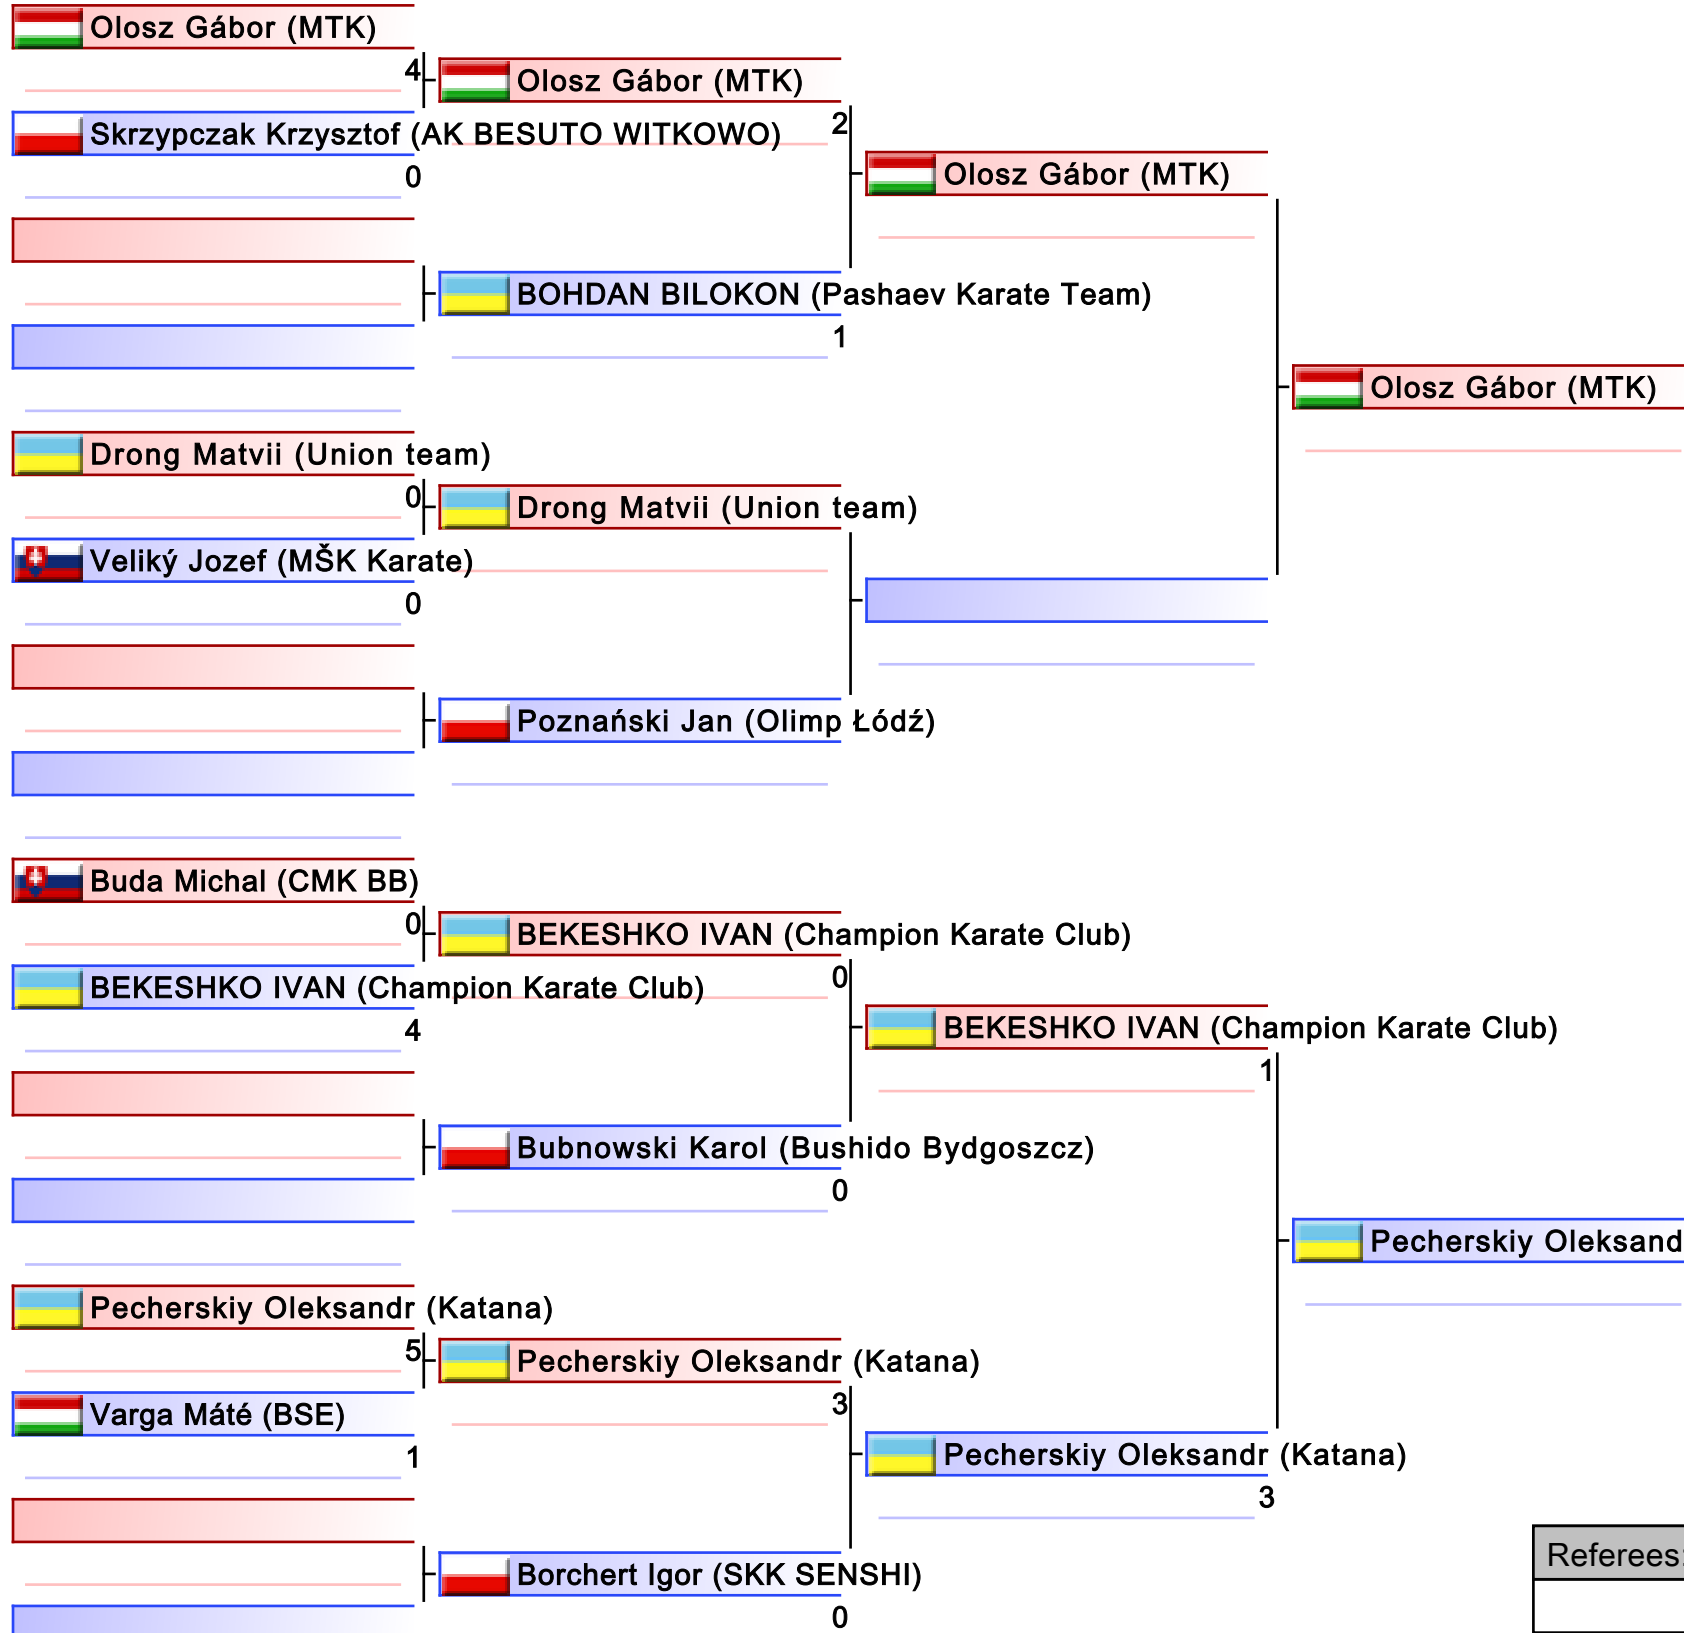 Olosz Gábor (MTK)
4
Olosz Gábor (MTK)
2
Skrzypczak Krzysztof (AK BESUTO WITKOWO)
0
Olosz Gábor (MTK)
BOHDAN BILOKON (Pashaev Karate Team)
1
Olosz Gábor (MTK)
Drong Matvii (Union team)
0
Drong Matvii (Union team)
Veliký Jozef (MŠK Karate)
0
Poznański Jan (Olimp Łódź)
Buda Michal (CMK BB)
0
BEKESHKO IVAN (Champion Karate Club)
0
BEKESHKO IVAN (Champion Karate Club)
4
BEKESHKO IVAN (Champion Karate Club)
1
Bubnowski Karol (Bushido Bydgoszcz)
0
Pecherskiy Oleksand
Pecherskiy Oleksandr (Katana)
5
Pecherskiy Oleksandr (Katana)
3
Varga Máté (BSE)
1
Pecherskiy Oleksandr (Katana)
3
Borchert Igor (SKK SENSHI)
0
Referees: